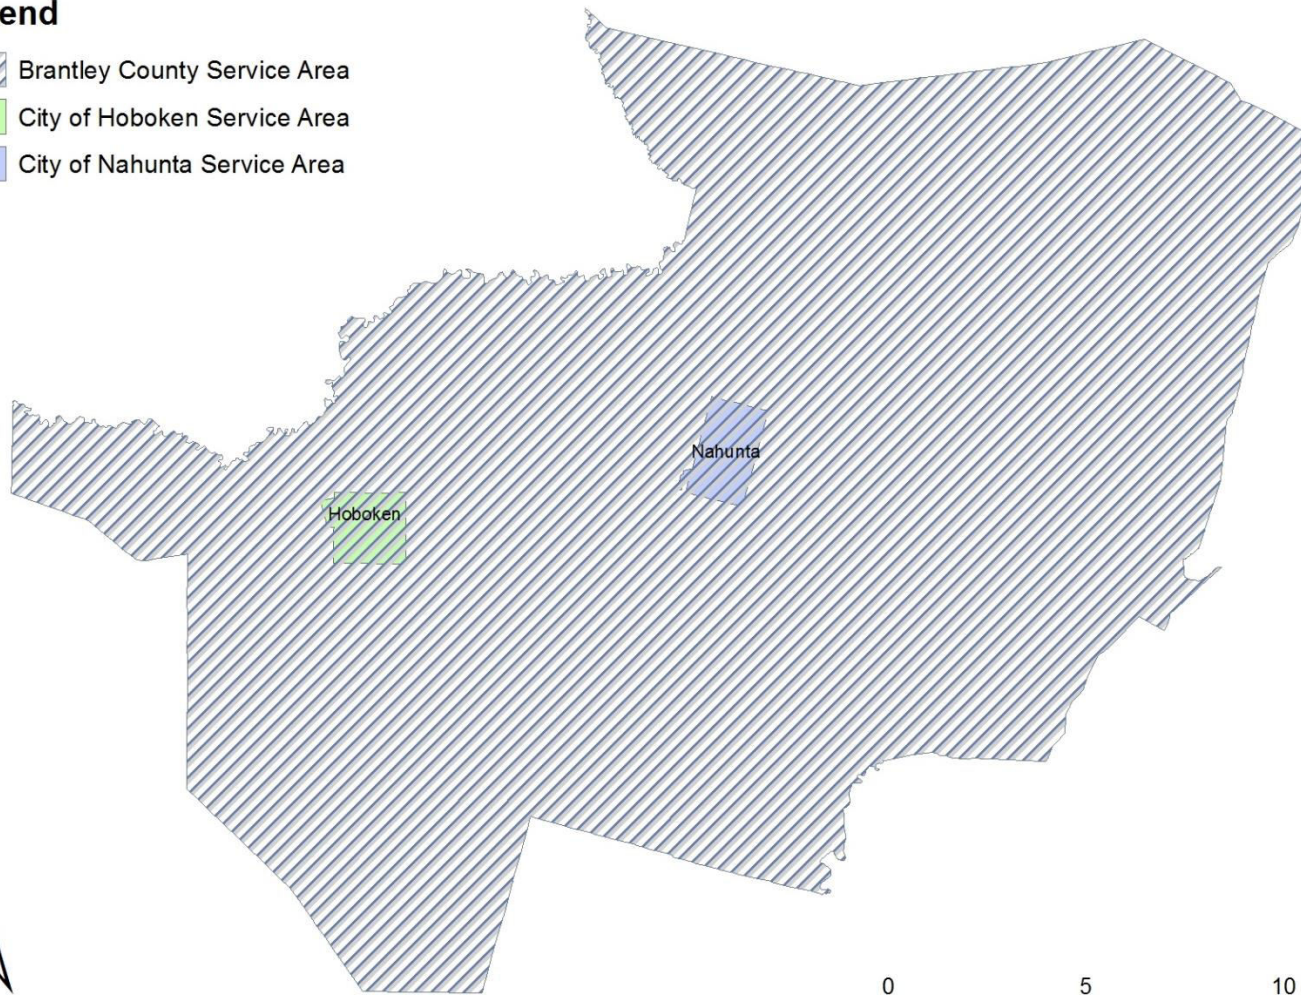 end
Brantley County Service Area
City of Hoboken Service Area
City of Nahunta Service Area
Nahunta
Hoboken
0 5 10